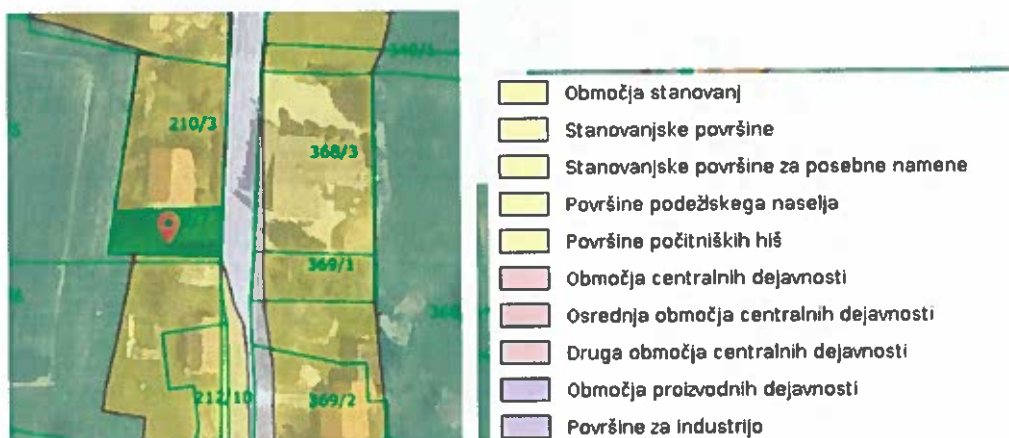 340/1
210/3
368/3
369/1
212/10
369/2
Območja stanovanj
Stanovanjske površine
Stanovanjske površine za posebne namene
Površine podeželskega naselja
Površine počitniških hiš
Območja centralnih dejavnosti
Osrednja območja centralnih dejavnosti
Druga območja centralnih dejavnosti
Območja proizvodnih dejavnosti
Površine za industrijo